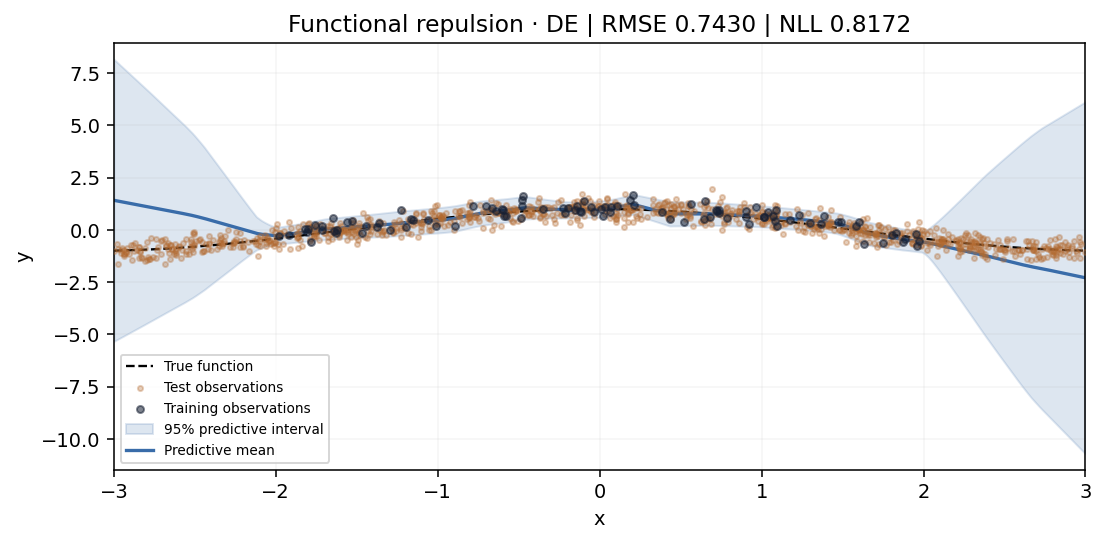 Functional repulsion · DE | RMSE 0.7430 | NLL 0.8172
7.5
5.0
2.5
0.0
−2.5
−5.0
−7.5
−10.0
y
True function
Test observations
Training observations
95% predictive interval
Predictive mean
−3
−2
−1
0
1
2
3
x